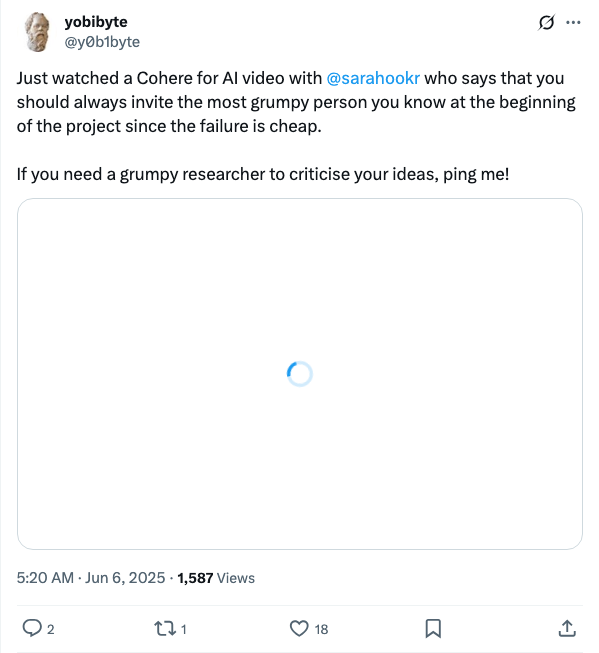 yobibyte
@y0b1byte
Just watched a Cohere for AI video with @sarahookr who says that you
should always invite the most grumpy person you know at the beginning
of the project since the failure is cheap.
If you need a grumpy researcher to criticise your ideas, ping me!
5:20 AM · Jun 6, 2025 · 1,587 Views
2 1 18